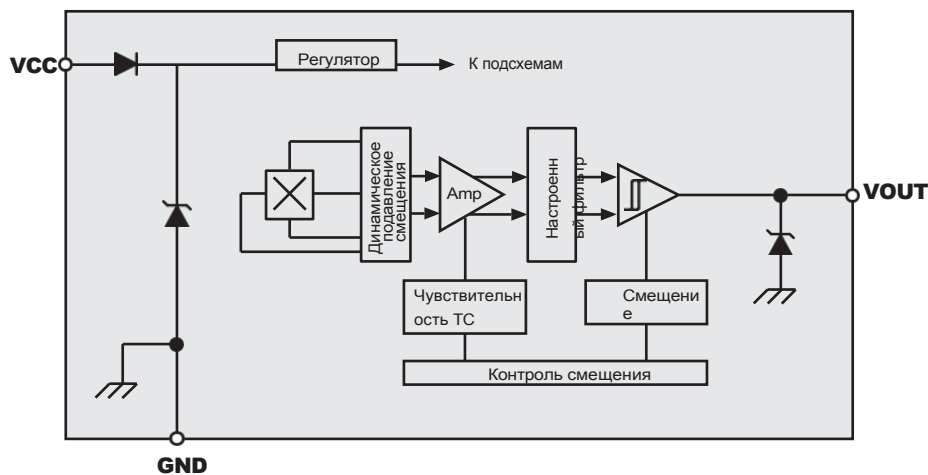 VCC
Регулятор
К подсхемам
Динамическое
подавление
смещения
Amp
Настроенн
ый фильтр
VOUT
Чувствительн
ость ТС
Смещени
е
Контроль смещения
GND